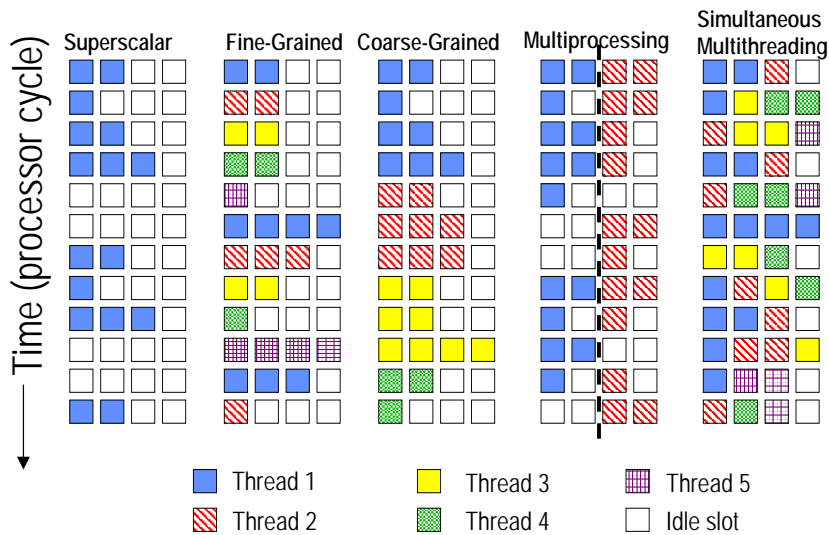 Superscalar
Fine-Grained
Coarse-Grained
Multiprocessing
Simultaneous
Multithreading
Time (processor cycle)
Thread 1
Thread 3
Thread 5
Thread 2
Thread 4
Idle slot